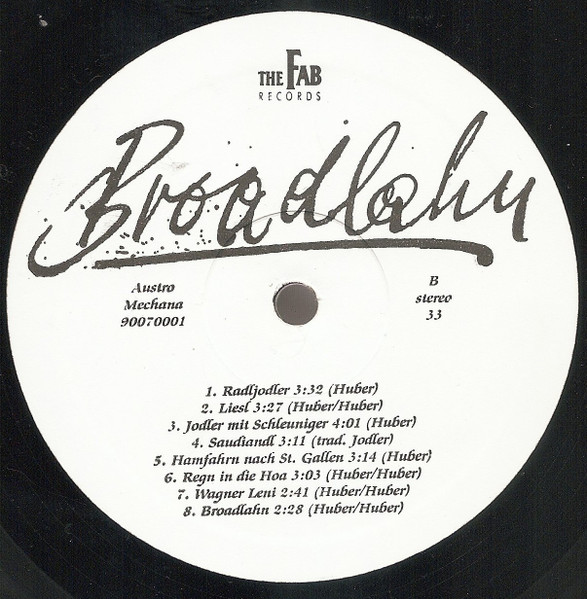 THE FAB
RECORDS
Broadlahn
Austro
Mechana
90070001
B
stereo
33
1. Radljodler 3:32 (Huber)
2. Liesl 3:27 (Huber/Huber)
3. Jodler mit Schleuniger 4:01 (Huber)
4. Saudiandl 3:11 (trad. Jodler)
5. Hamfahrn nach St. Gallen 3:14 (Huber)
6. Regn in die Hoa 3:03 (Huber/Huber)
7. Wagner Leni 2:41 (Huber/Huber)
8. Broadlahn 2:28 (Huber/Huber)